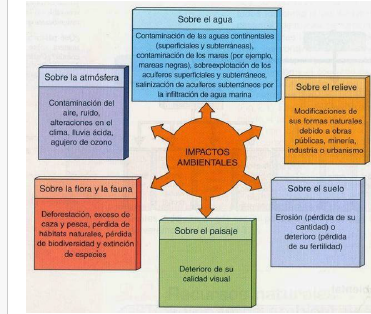 Sobre el agua
Contaminación de las aguas continentales
(superficiales y subterráneas),
contaminación de los mares (por ejemplo,
mareas negras), sobreexplotación de los
acuíferos superficiales y subterráneos,
salinización de acuíferos subterráneos por
la infiltración de agua marina
Sobre la atmósfera
Contaminación del
aire, ruido,
alteraciones en el
clima, lluvia ácida,
agujero de ozono
Sobre el relieve
Modificaciones de
sus formas naturales
debido a obras
públicas, minería,
industria o urbanismo
IMPACTOS
AMBIENTALES
Sobre la flora y la fauna
Deforestación, exceso de
caza y pesca, pérdida de
hábitats naturales, pérdida
de biodiversidad y extinción
de especies
Sobre el suelo
Erosión (pérdida de su
cantidad) o
deterioro (pérdida
de su fertilidad)
Sobre el paisaje
Deterioro de su
calidad visual